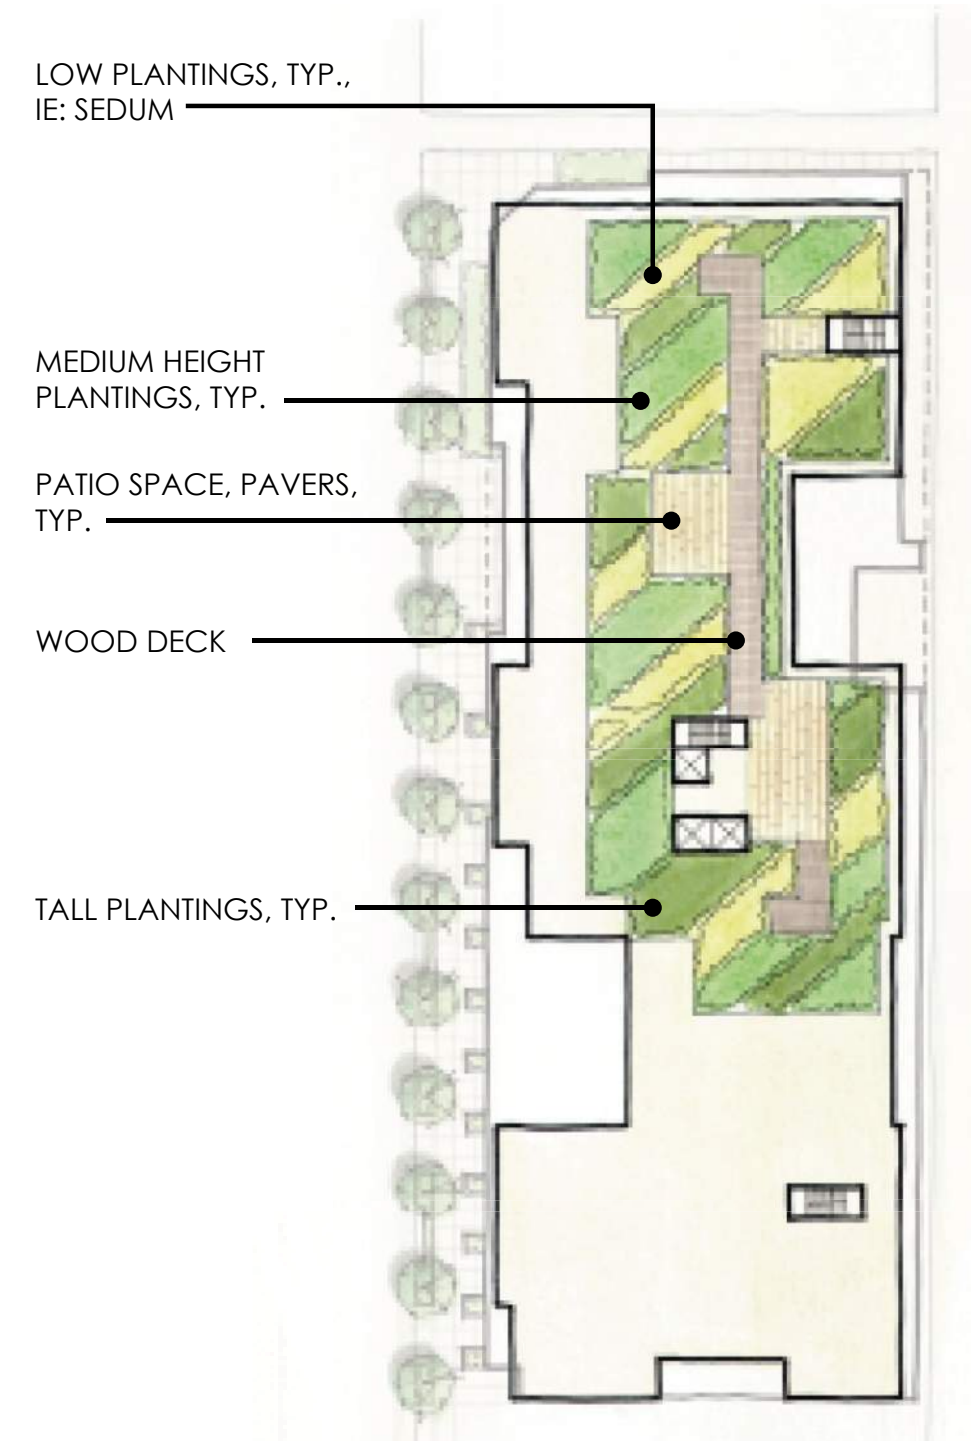 LOW PLANTINGS, TYP.,
IE: SEDUM
MEDIUM HEIGHT
PLANTINGS, TYP.
PATIO SPACE, PAVERS,
TYP.
WOOD DECK
TALL PLANTINGS, TYP.